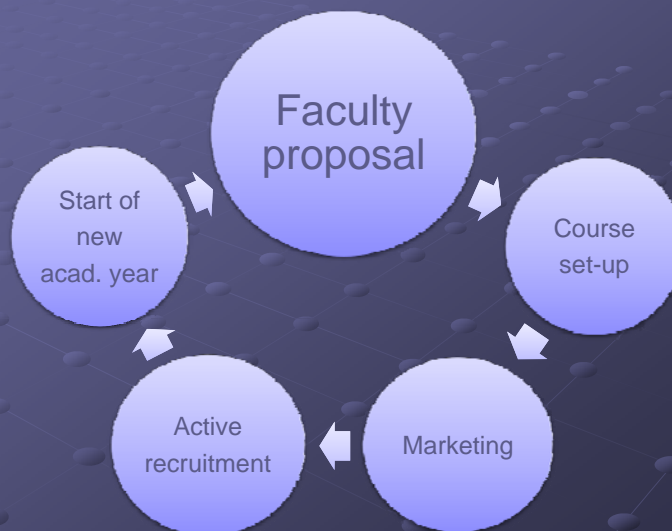 Faculty
proposal
Course
set-up
Marketing
Active
recruitment
Start of
new
acad. year